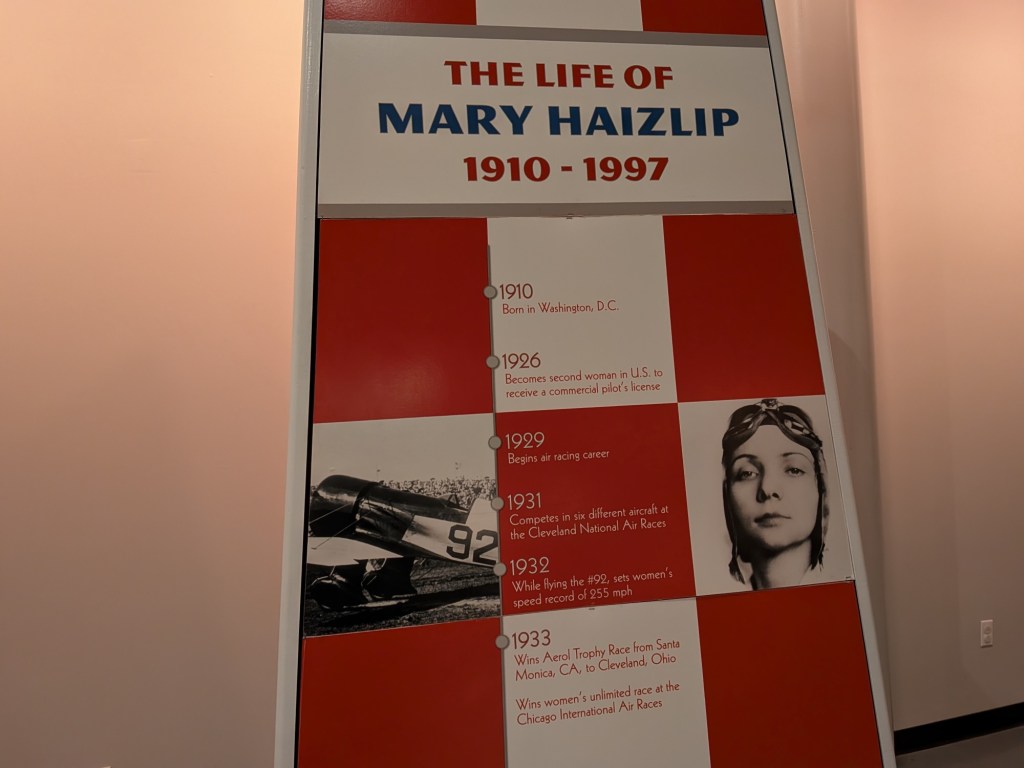 THE LIFE OF
MARY HAIZLIP
1910 - 1997
1910
Born in Washington, D.C.
1926
Becomes second woman in U.S. to
receive a commercial pilot's license
1929
Begins air racing career
1931
Competes in six different aircraft at
the Cleveland National Air Races
92
1932
While flying the #92, sets women's
speed record of 255 mph
1933
Wins Aerol Trophy Race from Santa
Monica, CA, to Cleveland, Ohio
Wins women's unlimited race at the
Chicago International Air Races